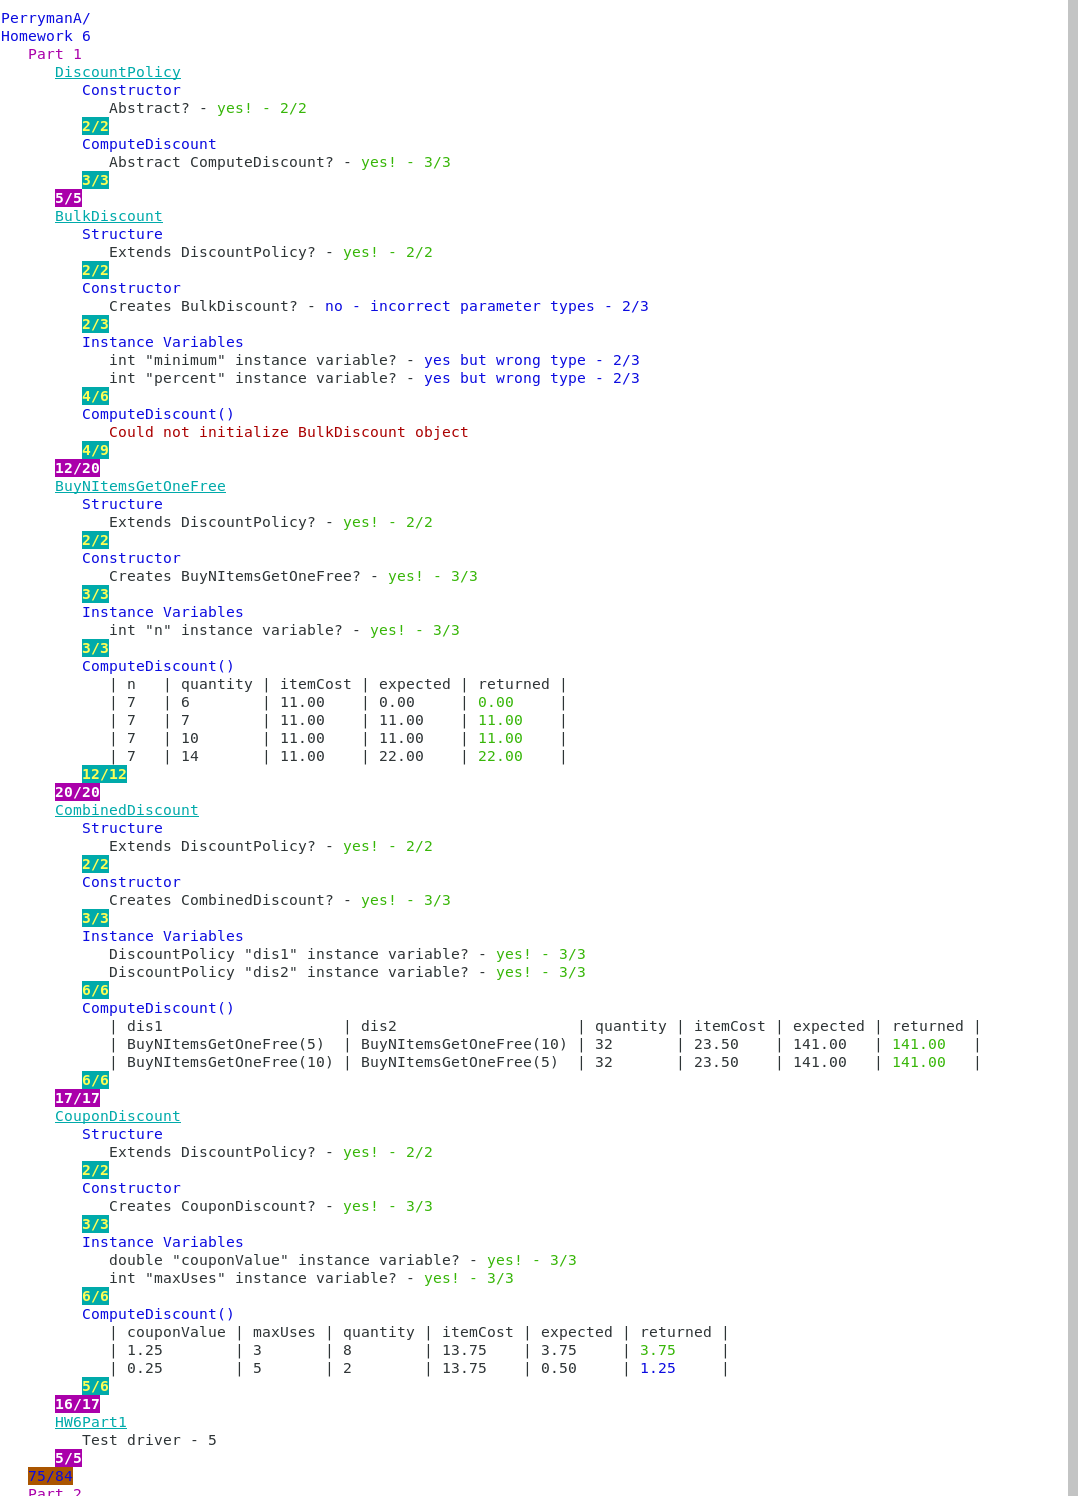 PerrymanA/
Homework 6
Part 1
DiscountPolicy
Constructor
Abstract? - yes! - 2/2
2/2
ComputeDiscount
Abstract ComputeDiscount? - yes! - 3/3
3/3
5/5
BulkDiscount
Structure
Extends DiscountPolicy? - yes! - 2/2
2/2
Constructor
Creates BulkDiscount? - no - incorrect parameter types - 2/3
2/3
Instance Variables
int "minimum" instance variable? - yes but wrong type - 2/3
int "percent" instance variable? - yes but wrong type - 2/3
4/6
ComputeDiscount()
Could not initialize BulkDiscount object
4/9
12/20
BuyNItemsGetOneFree
Structure
Extends DiscountPolicy? - yes! - 2/2
2/2
Constructor
Creates BuyNItemsGetOneFree? - yes! - 3/3
3/3
Instance Variables
int "n" instance variable? - yes! - 3/3
3/3
ComputeDiscount()
| n | quantity | itemCost | expected | returned |
| 7 | 6 | 11.00 | 0.00 | 0.00 |
| 7 | 7 | 11.00 | 11.00 | 11.00 |
| 7 | 10 | 11.00 | 11.00 | 11.00 |
| 7 | 14 | 11.00 | 22.00 | 22.00 |
12/12
20/20
CombinedDiscount
Structure
Extends DiscountPolicy? - yes! - 2/2
2/2
Constructor
Creates CombinedDiscount? - yes! - 3/3
3/3
Instance Variables
DiscountPolicy "dis1" instance variable? - yes! - 3/3
DiscountPolicy "dis2" instance variable? - yes! - 3/3
6/6
ComputeDiscount()
| dis1 | dis2 | quantity | itemCost | expected | returned |
| BuyNItemsGetOneFree(5) | BuyNItemsGetOneFree(10) | 32 | 23.50 | 141.00 | 141.00 |
| BuyNItemsGetOneFree(10) | BuyNItemsGetOneFree(5) | 32 | 23.50 | 141.00 | 141.00 |
6/6
17/17
CouponDiscount
Structure
Extends DiscountPolicy? - yes! - 2/2
2/2
Constructor
Creates CouponDiscount? - yes! - 3/3
3/3
Instance Variables
double "couponValue" instance variable? - yes! - 3/3
int "maxUses" instance variable? - yes! - 3/3
6/6
ComputeDiscount()
| couponValue | maxUses | quantity | itemCost | expected | returned |
| 1.25 | 3 | 8 | 13.75 | 3.75 | 3.75 |
| 0.25 | 5 | 2 | 13.75 | 0.50 | 1.25 |
5/6
16/17
HW6Part1
Test driver - 5
5/5
75/84
Part 2